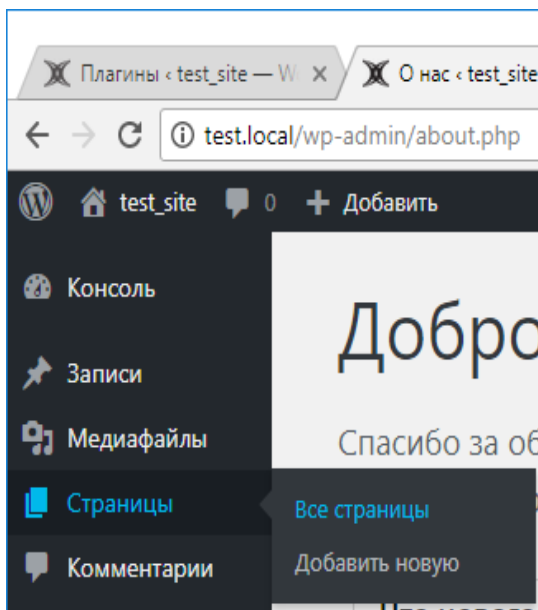 Плагины ‹ test_site — W
О нас ‹ test_site
test.local/wp-admin/about.php
test_site 0 Добавить
Консоль
Добро
Записи
Медиафайлы
Спасибо за об
Страницы
Все страницы
Добавить новую
Комментарии